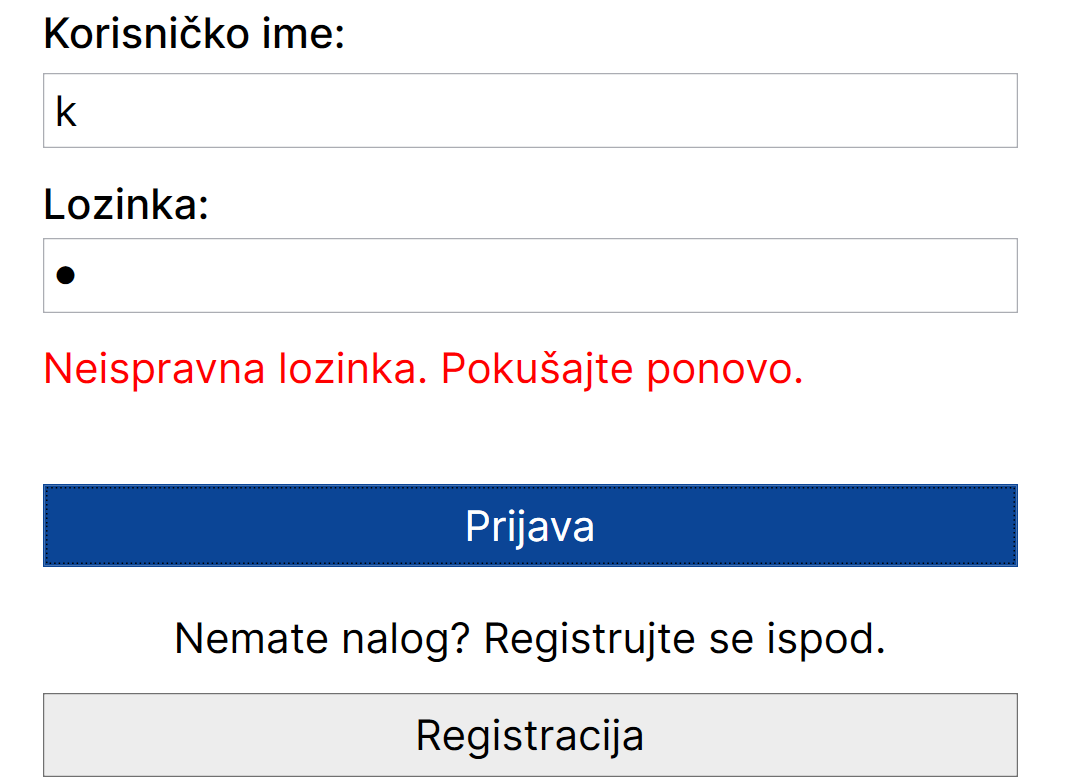 Korisničko ime:
k
Lozinka:
●
Neispravna lozinka. Pokušajte ponovo.
Prijava
Nemate nalog? Registrujte se ispod.
Registracija